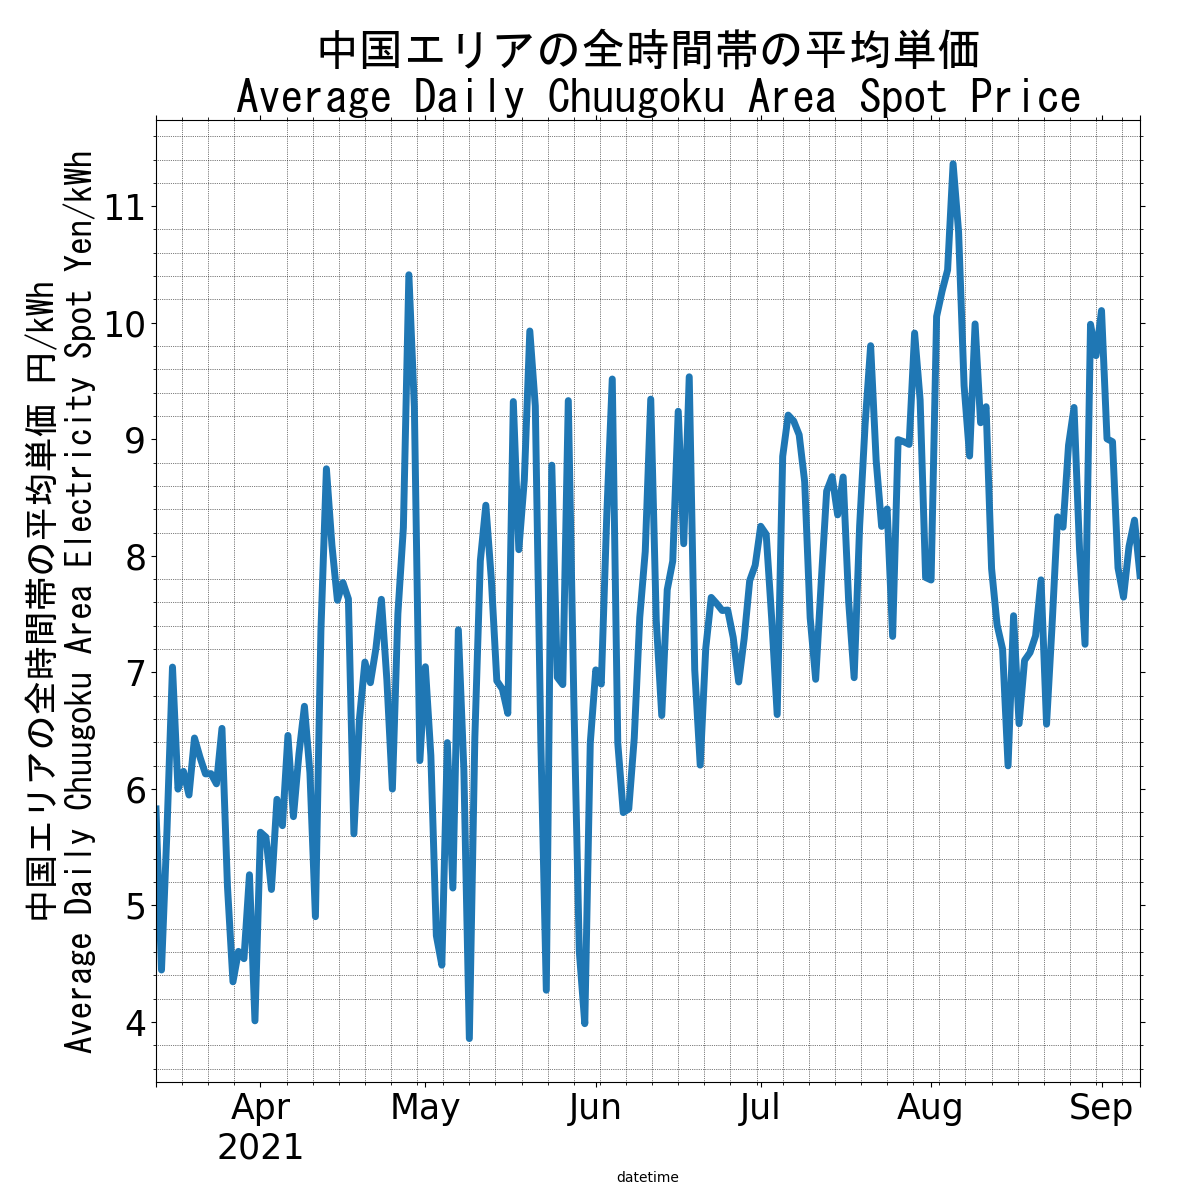 中国エリアの全時間帯の平均単価
Average Daily Chuugoku Area Spot Price
中国エリアの全時間帯の平均単価 円/kWh
Average Daily Chuugoku Area Electricity Spot Yen/kWh
11
10
9
8
7
6
5
4
Apr
2021
May
Jun
Jul
Aug
Sep
datetime